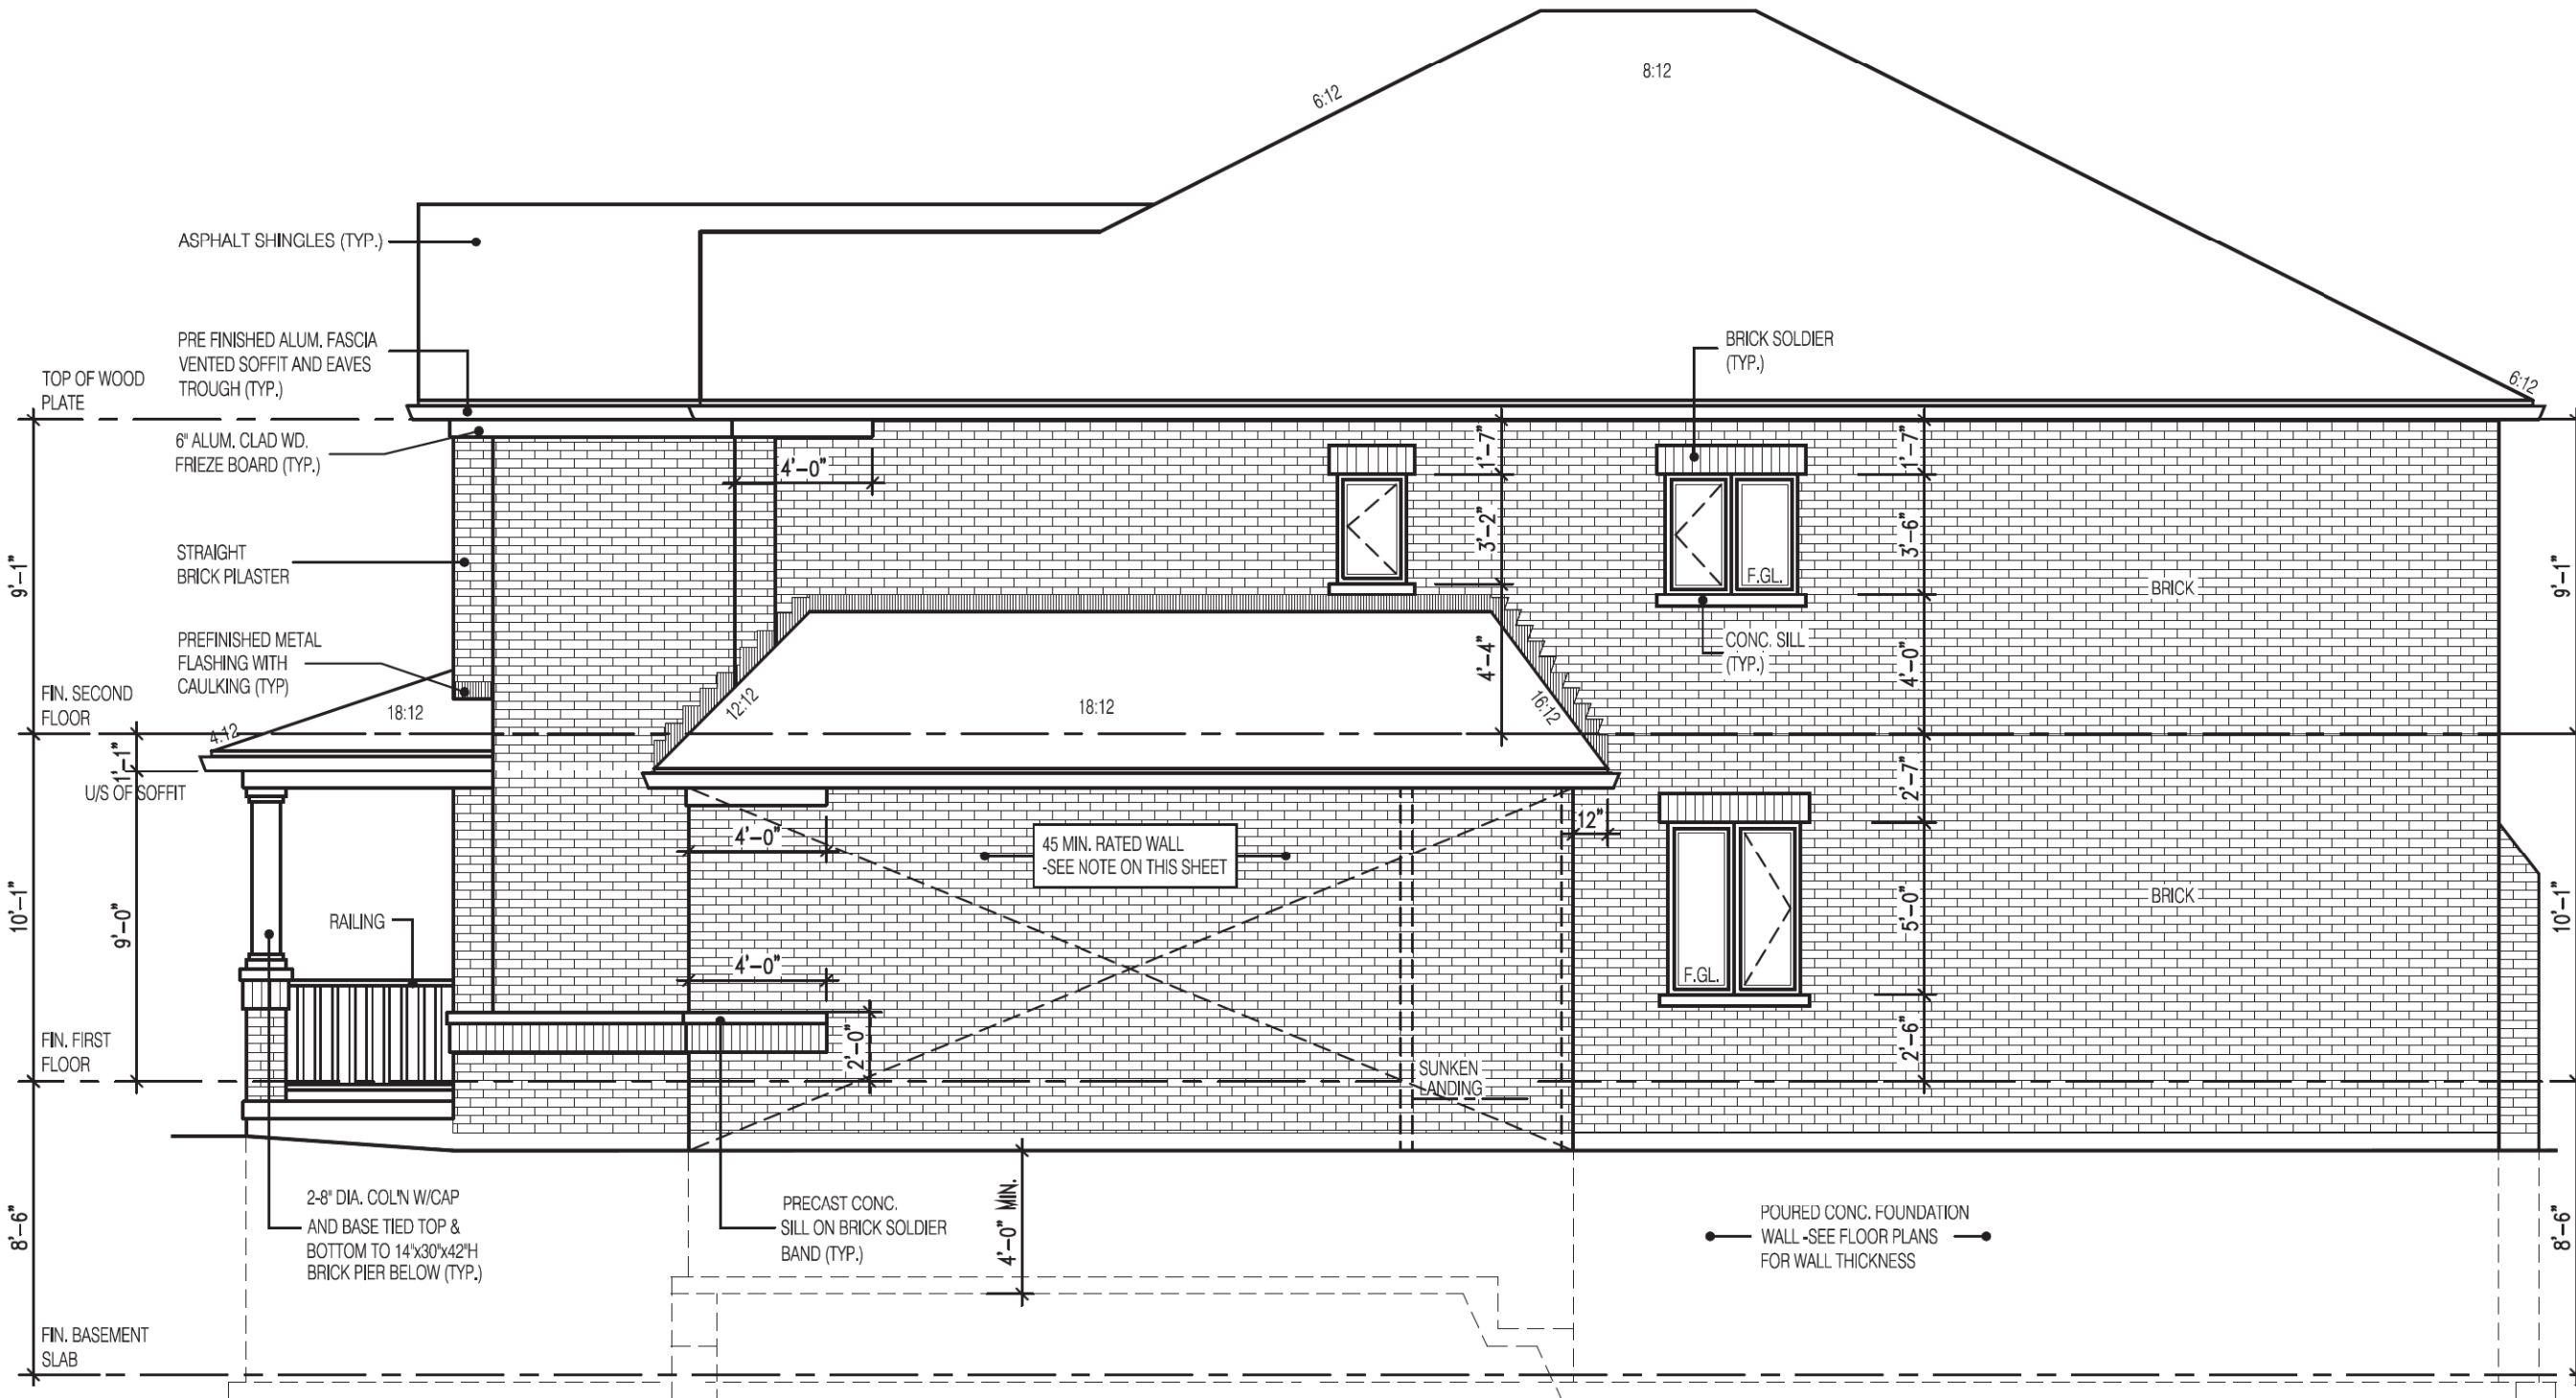 6:12
8:12
ASPHALT SHINGLES (TYP.)
PRE FINISHED ALUM. FASCIA
VENTED SOFFIT AND EAVES
TROUGH (TYP.)
BRICK SOLDIER
(TYP.)
6:12
TOP OF WOOD
PLATE
6" ALUM. CLAD WD.
FRIEZE BOARD (TYP.)
4'-0"
1'-7"
1'-7"
3'-2"
3'-6"
F.GL.
STRAIGHT
BRICK PILASTER
9'-1"
BRICK
9'-1"
PREFINISHED METAL
FLASHING WITH
CAULKING (TYP)
CONC. SILL
(TYP.)
4'-4"
4'-0"
FIN. SECOND
FLOOR
18:12
4:12
12:12
18:12
16:12
1'-1"
U/S OF SOFFIT
2'-7"
12"
4'-0"
45 MIN. RATED WALL
-SEE NOTE ON THIS SHEET
10'-1"
9'-0"
RAILING
5'-0"
BRICK
10'-1"
4'-0"
F.GL.
FIN. FIRST
FLOOR
2'-0"
2'-6"
SUNKEN
LANDING
8'-6"
2-8" DIA. COL'N W/CAP
AND BASE TIED TOP &
BOTTOM TO 14"x30"x42"H
BRICK PIER BELOW (TYP.)
PRECAST CONC.
SILL ON BRICK SOLDIER
BAND (TYP.)
4'-0" MIN.
POURED CONC. FOUNDATION
WALL -SEE FLOOR PLANS
FOR WALL THICKNESS
8'-6"
FIN. BASEMENT
SLAB